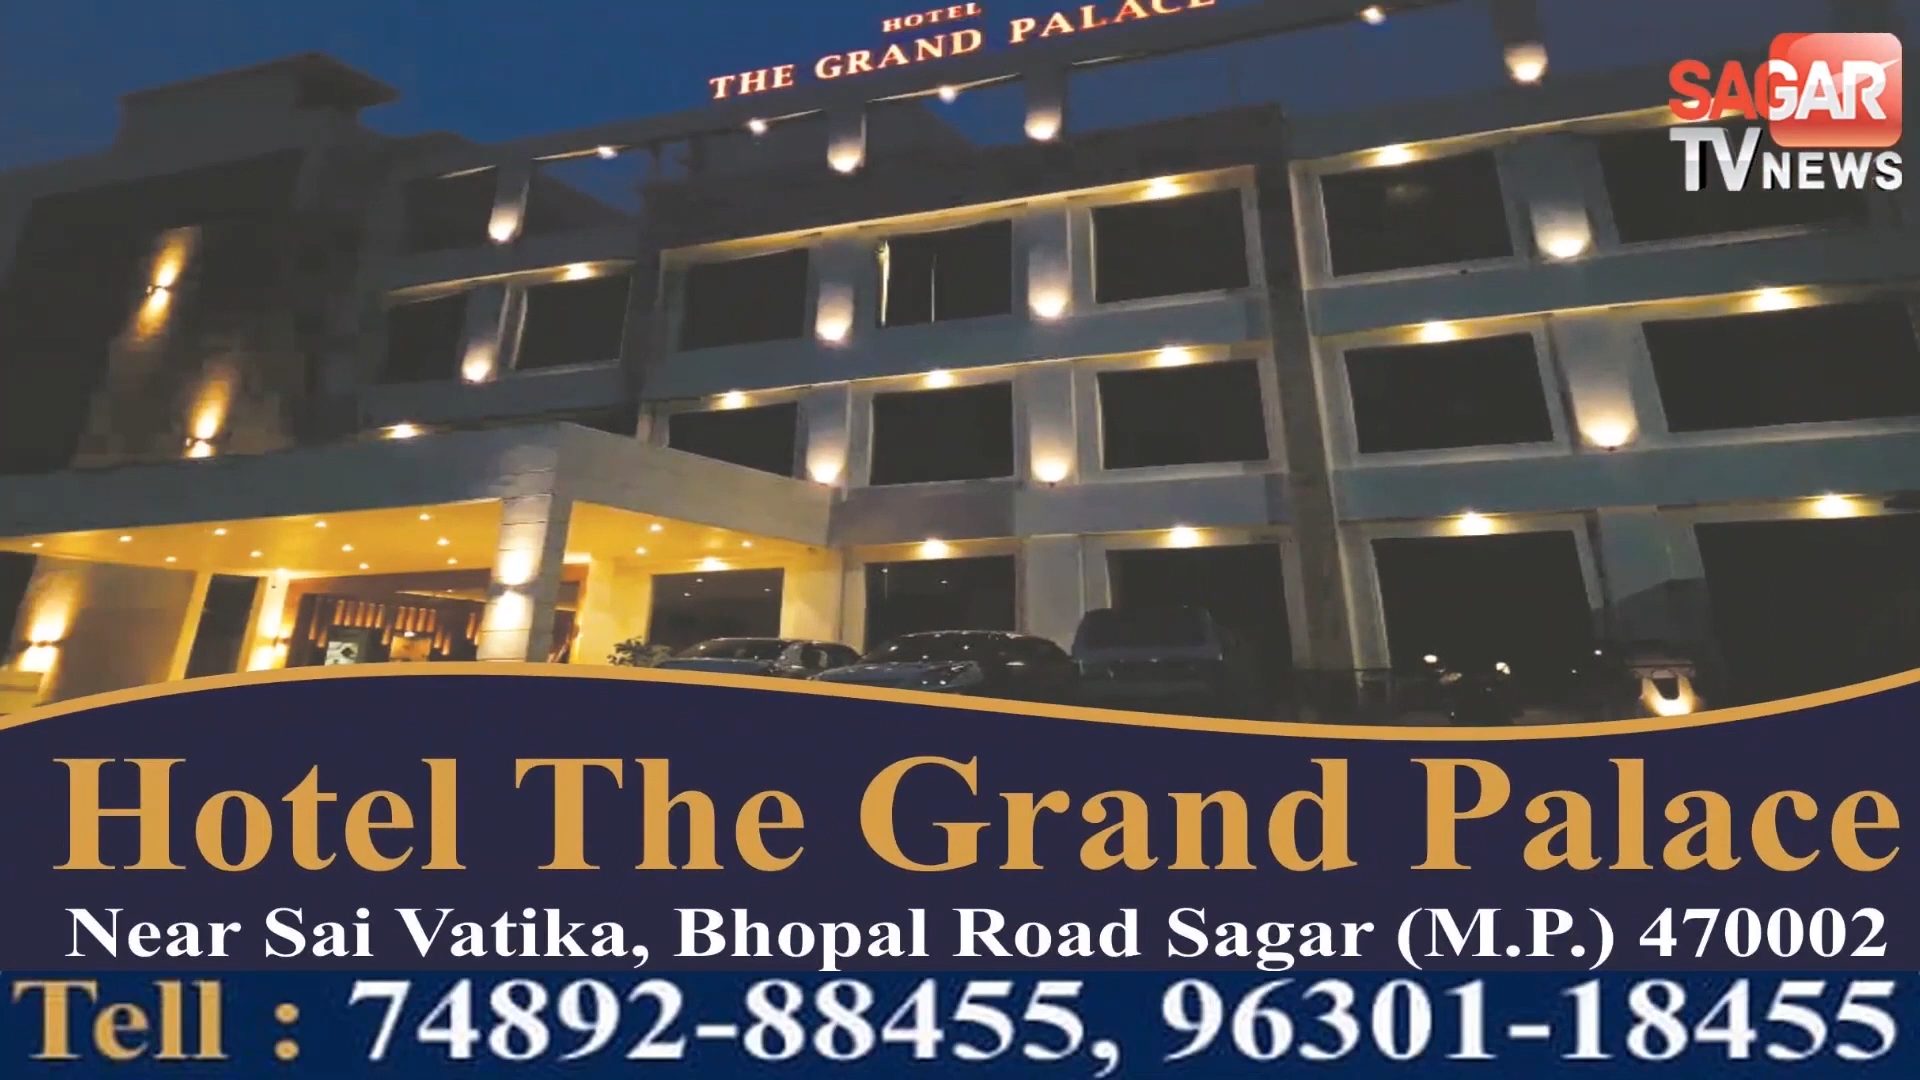 HOTEL
THE GRAND PALACE
SAGAR
TV NEWS
Hotel The Grand Palace
Near Sai Vatika, Bhopal Road Sagar (M.P.) 470002
Tell : 74892-88455, 96301-18455